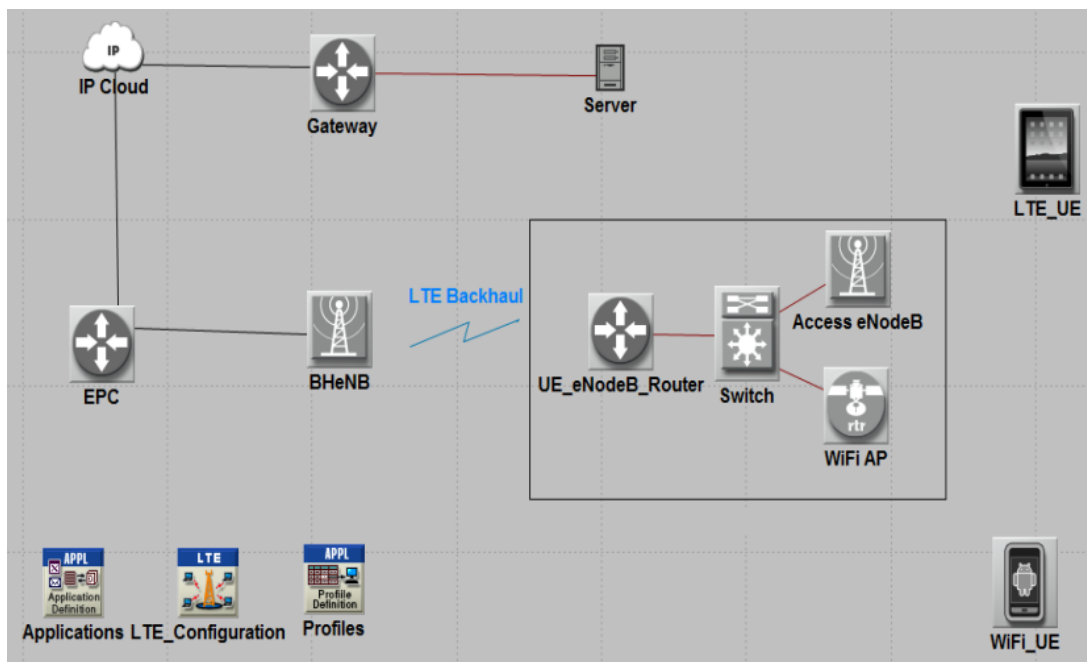 IP
IP Cloud
Gateway
Server
LTE_UE
LTE Backhaul
Access eNodeB
EPC
BHeNB
UE_eNodeB_Router
Switch
rtr
WiFi AP
APPL
Application
Definition
Applications
LTE
LTE_Configuration
APPL
Profile
Definition
Profiles
WiFi_UE